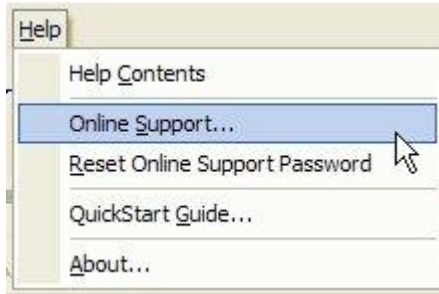 Help
Help Contents
Online Support...
Reset Online Support Password
QuickStart Guide...
About...